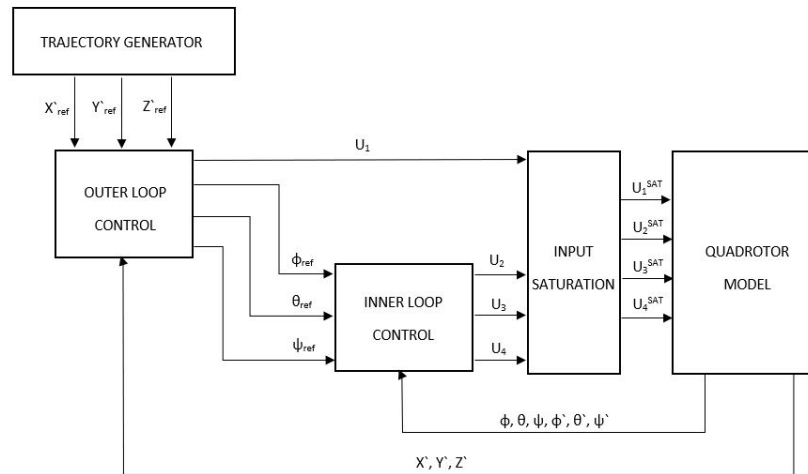 TRAJECTORY GENERATOR
X`ref
Y`ref
Z`ref
U1
OUTER LOOP
CONTROL
U1SAT
U2SAT
U3SAT
U4SAT
INPUT
SATURATION
QUADROTOR
MODEL
ϕref
θref
ψref
INNER LOOP
CONTROL
U2
U3
U4
ϕ, θ, ψ, ϕ`, θ`, ψ`
X`, Y`, Z`